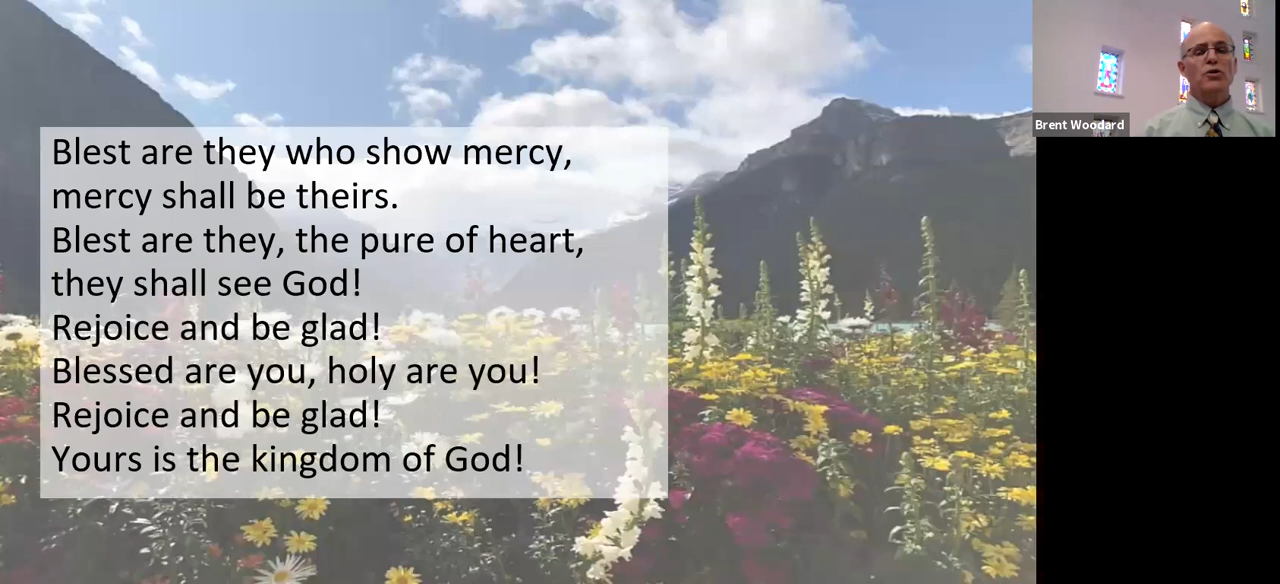 Blest are they who show mercy,
mercy shall be theirs.
Blest are they, the pure of heart,
they shall see God!
Rejoice and be glad!
Blessed are you, holy are you!
Rejoice and be glad!
Yours is the kingdom of God!
Brent Woodard